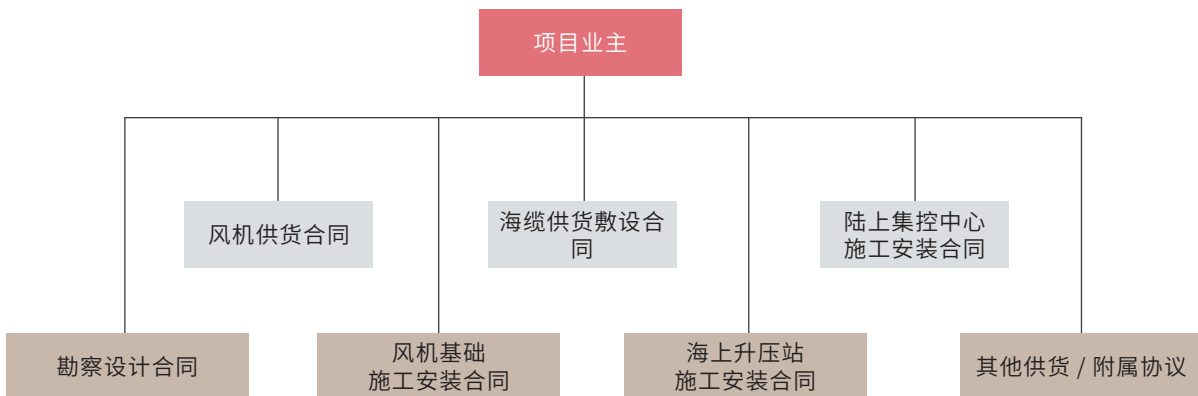 项目业主
风机供货合同
海缆供货敷设合
同
陆上集控中心
施工安装合同
勘察设计合同
风机基础
施工安装合同
海上升压站
施工安装合同
其他供货 / 附属协议